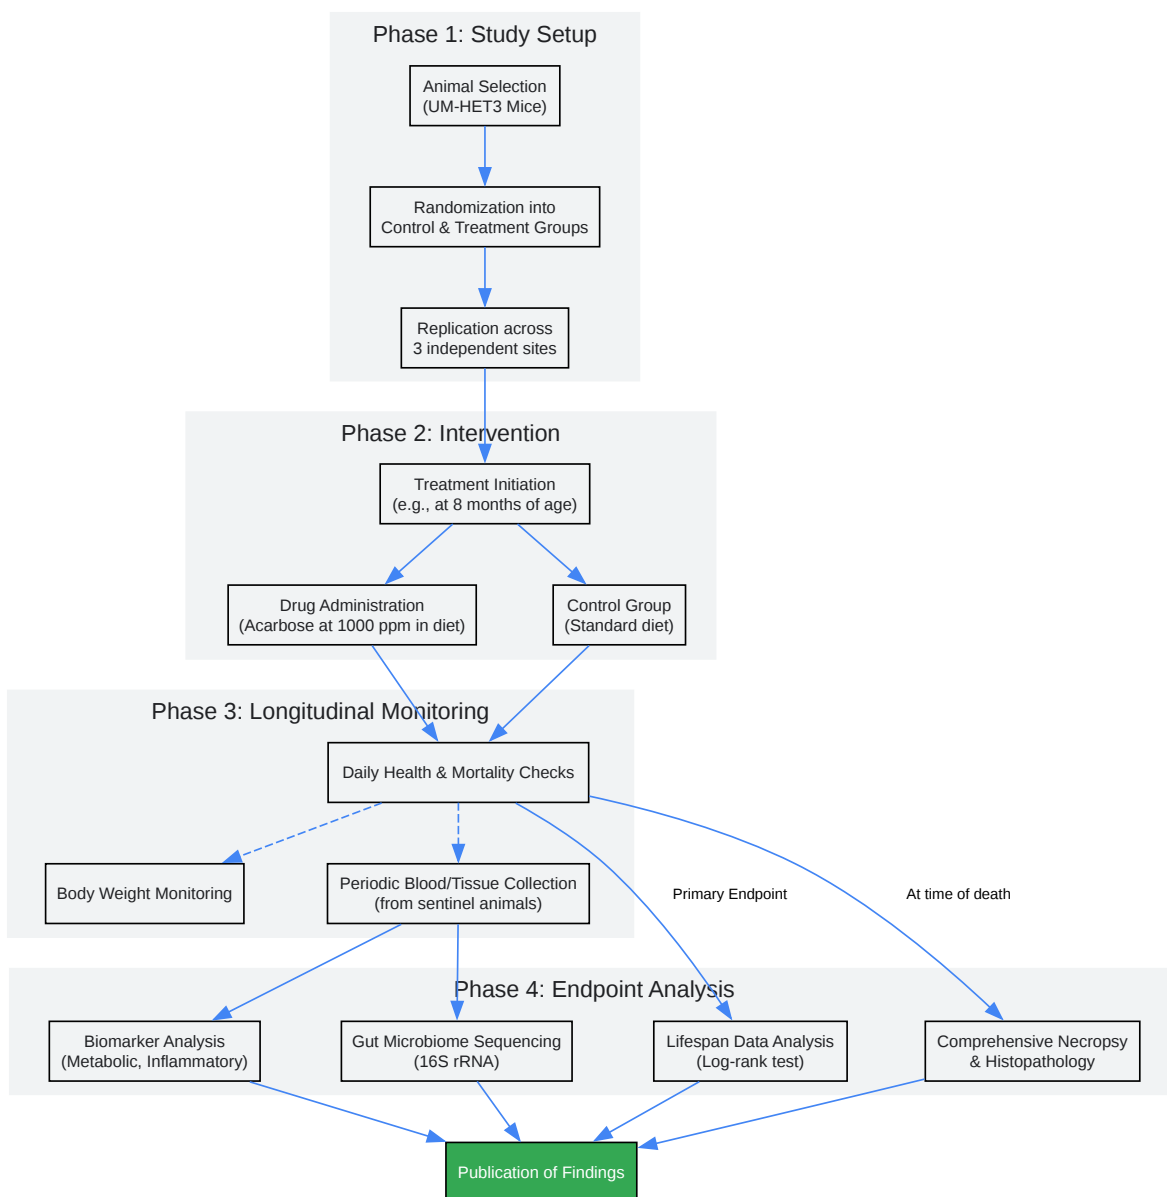 Phase 1: Study Setup
Animal Selection
(UM-HET3 Mice)
Randomization into
Control & Treatment Groups
Replication across
3 independent sites
Phase 2: Intervention
Treatment Initiation
(e.g., at 8 months of age)
Drug Administration
(Acarbose at 1000 ppm in diet)
Control Group
(Standard diet)
Phase 3: Longitudinal Monitoring
Daily Health & Mortality Checks
Body Weight Monitoring
Periodic Blood/Tissue Collection
(from sentinel animals)
Primary Endpoint
At time of death
Phase 4: Endpoint Analysis
Biomarker Analysis
(Metabolic, Inflammatory)
Gut Microbiome Sequencing
(16S rRNA)
Lifespan Data Analysis
(Log-rank test)
Comprehensive Necropsy
& Histopathology
Publication of Findings